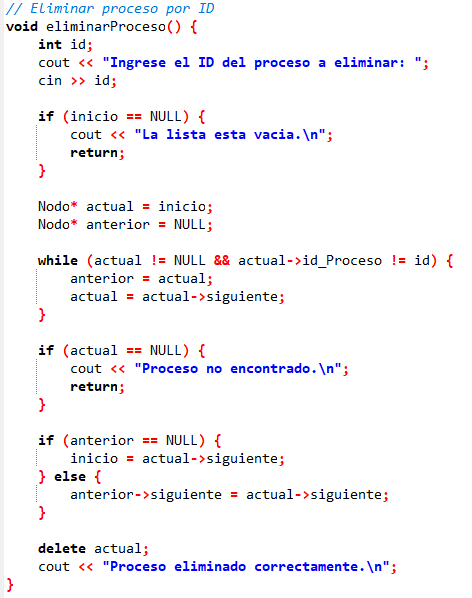 // Eliminar proceso por ID
void eliminarProceso() {
    int id;
    cout << "Ingrese el ID del proceso a eliminar: ";
    cin >> id;

    if (inicio == NULL) {
        cout << "La lista esta vacia.\n";
        return;
    }

    Nodo* actual = inicio;
    Nodo* anterior = NULL;

    while (actual != NULL && actual->id_Proceso != id) {
        anterior = actual;
        actual = actual->siguiente;
    }

    if (actual == NULL) {
        cout << "Proceso no encontrado.\n";
        return;
    }

    if (anterior == NULL) {
        inicio = actual->siguiente;
    } else {
        anterior->siguiente = actual->siguiente;
    }

    delete actual;
    cout << "Proceso eliminado correctamente.\n";
}